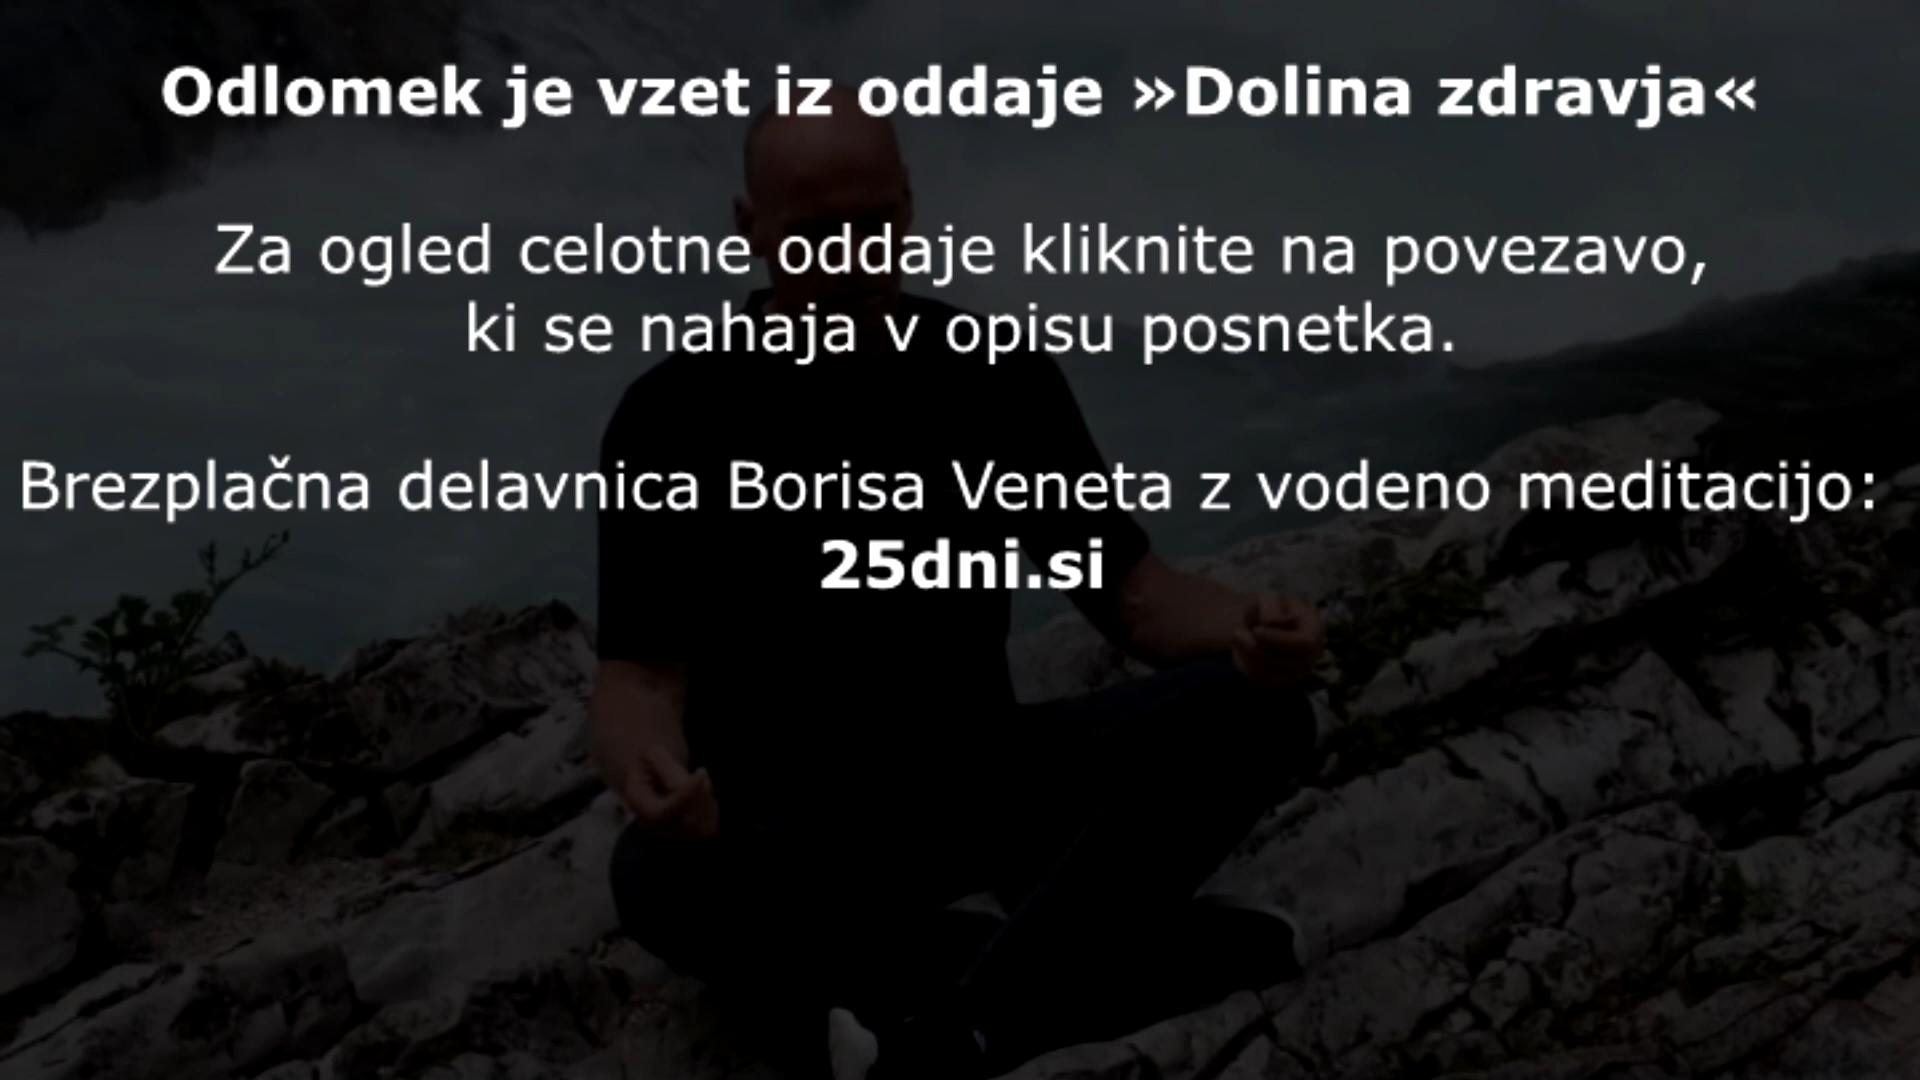 Odlomek je vzet iz oddaje »Dolina zdravja«
Za ogled celotne oddaje kliknite na povezavo,
ki se nahaja v opisu posnetka.
Brezplačna delavnica Borisa Veneta z vodeno meditacijo:
25dni.si